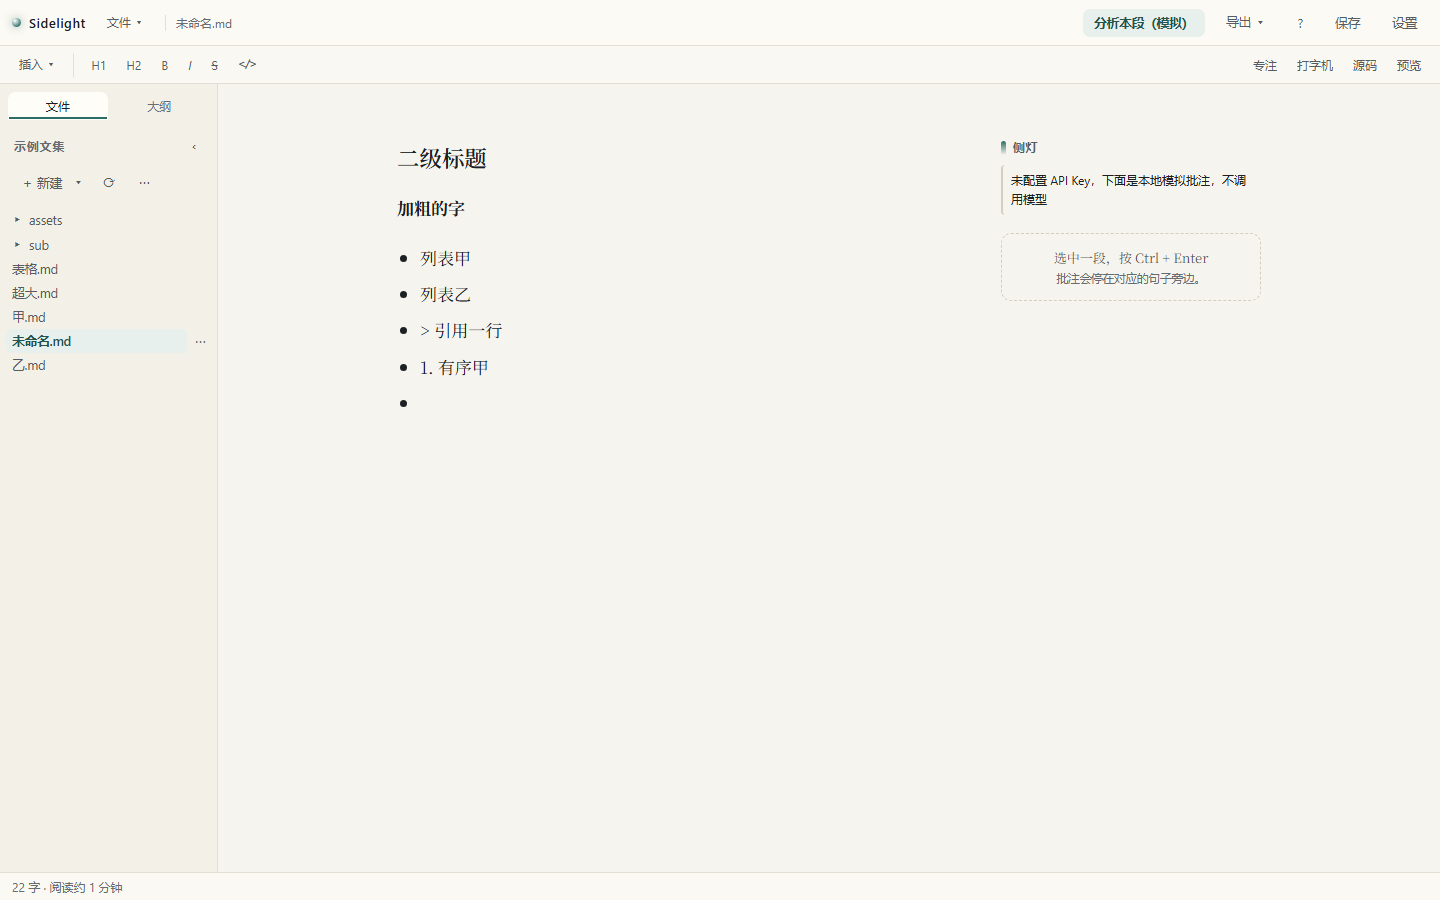 Sidelight
文件
未命名.md
分析本段（模拟）
导出
?
保存
设置
插入
H1
H2
B
I
S
</>
专注
打字机
源码
预览
文件
大纲
示例文集
‹
+ 新建
···
assets
sub
表格.md
超大.md
甲.md
未命名.md
···
乙.md
二级标题
加粗的字
列表甲
列表乙
> 引用一行
1. 有序甲
侧灯
未配置 API Key，下面是本地模拟批注，不调
用模型
选中一段，按 Ctrl + Enter
批注会停在对应的句子旁边。
22 字 · 阅读约 1 分钟